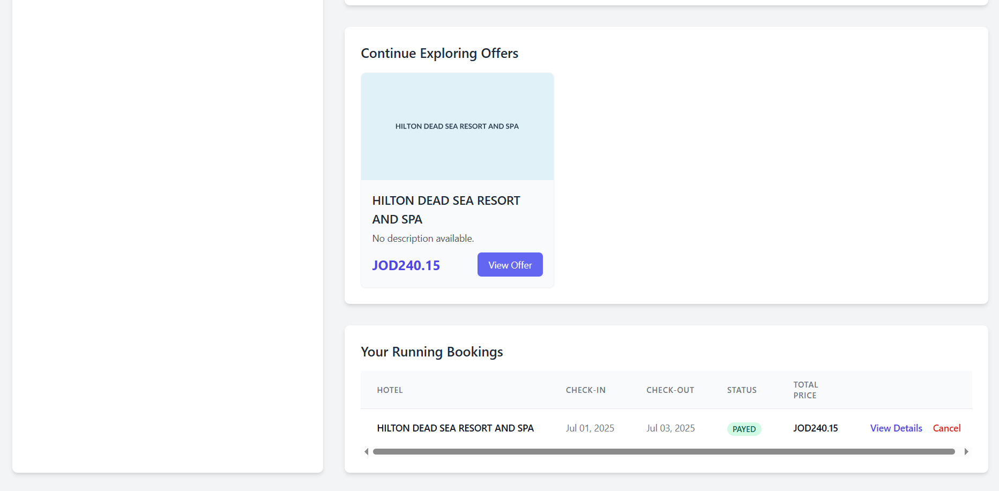 Continue Exploring Offers
HILTON DEAD SEA RESORT AND SPA
HILTON DEAD SEA RESORT
AND SPA
No description available.
JOD240.15 View Offer
Your Running Bookings
HOTEL CHECK-IN CHECK-OUT STATUS TOTAL
PRICE
HILTON DEAD SEA RESORT AND SPA Jul 01, 2025 Jul 03, 2025 PAYED JOD240.15 View Details Cancel